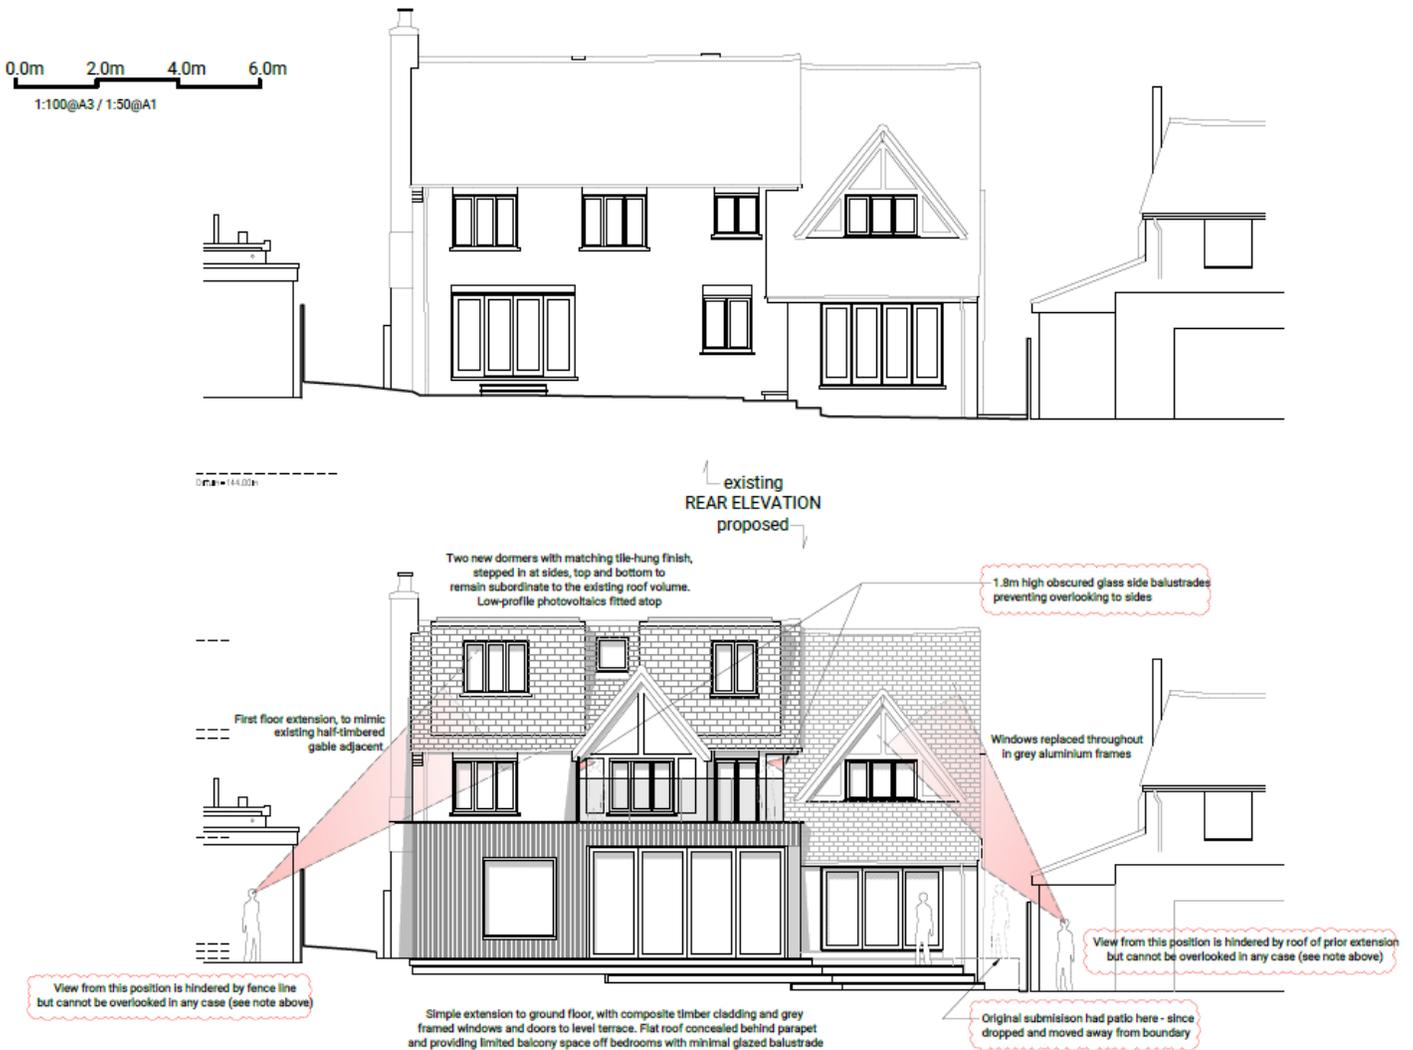 0.0m 2.0m 4.0m 6.0m
1:100@A3 / 1:50@A1
existing
REAR ELEVATION
proposed
Two new dormers with matching tile-hung finish,
stepped in at sides, top and bottom to
remain subordinate to the existing roof volume.
Low-profile photovoltaics fitted atop
1.8m high obscured glass side balustrades
preventing overlooking to sides
First floor extension, to mimic
existing half-timbered
gable adjacent
Windows replaced throughout
in grey aluminium frames
View from this position is hindered by roof of prior extension
but cannot be overlooked in any case (see note above)
View from this position is hindered by fence line
but cannot be overlooked in any case (see note above)
Simple extension to ground floor, with composite timber cladding and grey
framed windows and doors to level terrace. Flat roof concealed behind parapet
and providing limited balcony space off bedrooms with minimal glazed balustrade
Original submisison had patio here - since
dropped and moved away from boundary